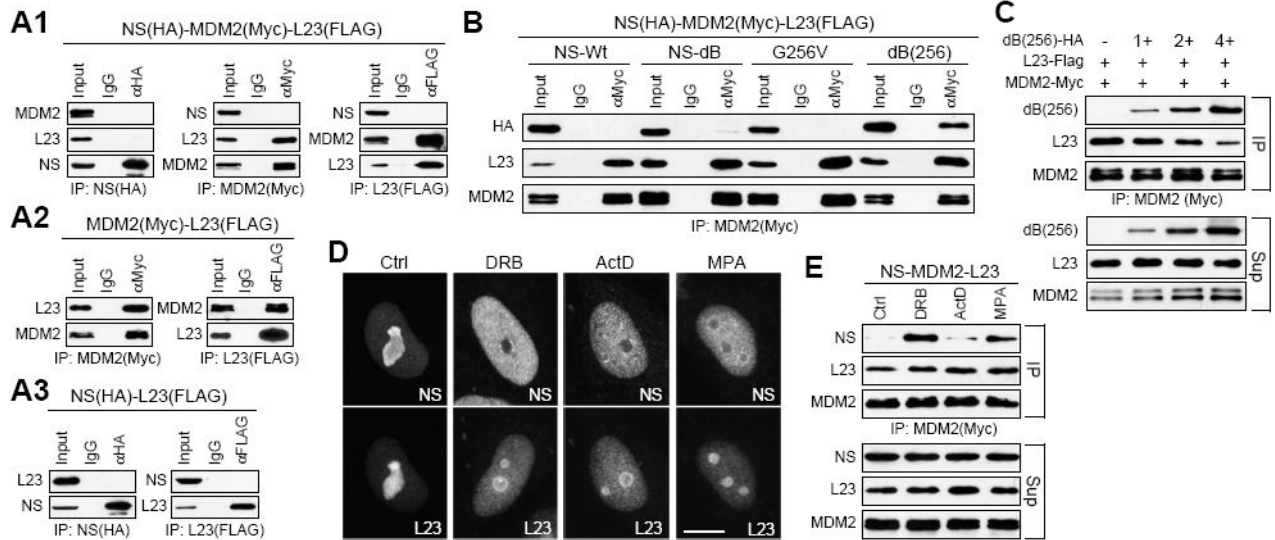 A1
NS(HA)-MDM2(Myc)-L23(FLAG)
Input IgG αHA
MDM2
L23
NS
IP: NS(HA)
Input IgG αMyc
NS
L23
MDM2
IP: MDM2(Myc)
Input IgG αFLAG
NS
MDM2
L23
IP: L23(FLAG)
A2
MDM2(Myc)-L23(FLAG)
Input IgG αMyc
L23
MDM2
IP: MDM2(Myc)
Input IgG αFLAG
MDM2
L23
IP: L23(FLAG)
A3
NS(HA)-L23(FLAG)
Input IgG αHA
L23
NS
IP: NS(HA)
Input IgG αFLAG
NS
L23
IP: L23(FLAG)
B
NS(HA)-MDM2(Myc)-L23(FLAG)
NS-Wt NS-dB G256V dB(256)
Input IgG αMyc Input IgG αMyc Input IgG αMyc Input IgG αMyc
HA
L23
MDM2
IP: MDM2(Myc)
C
dB(256)-HA - 1+ 2+ 4+
L23-Flag + + + +
MDM2-Myc + + + +
dB(256)
L23
MDM2
IP
IP: MDM2 (Myc)
dB(256)
L23
MDM2
Sup
D
Ctrl DRB ActD MPA
NS NS NS NS
L23 L23 L23 L23
E
NS-MDM2-L23
Ctrl DRB ActD MPA
NS
L23
MDM2
IP
IP: MDM2(Myc)
NS
L23
MDM2
Sup